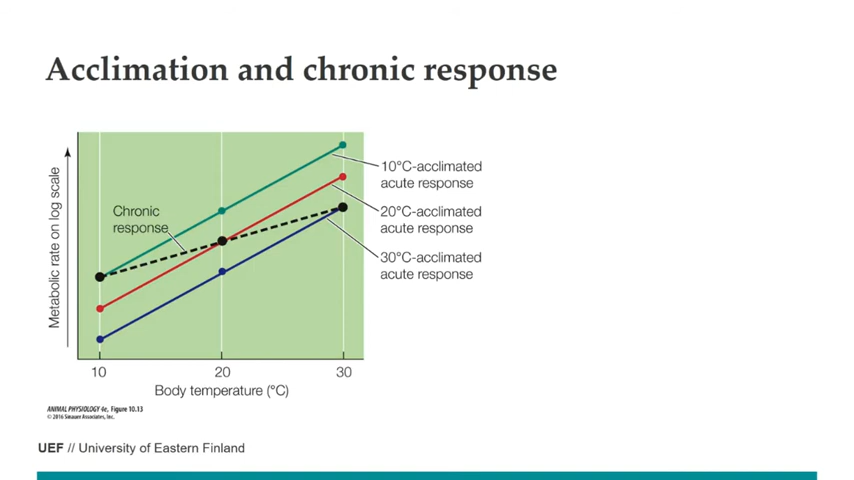 Acclimation and chronic response
Metabolic rate on log scale
Chronic
response
10°C-acclimated
acute response
20°C-acclimated
acute response
30°C-acclimated
acute response
10 20 30
Body temperature (°C)
ANIMAL PHYSIOLOGY 4e, Figure 10.13
© 2016 Sinauer Associates, Inc.
UEF // University of Eastern Finland